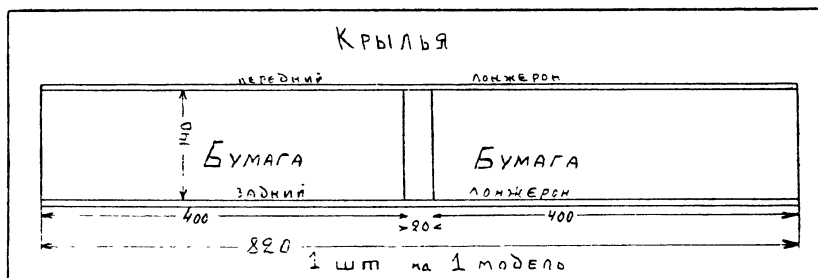 Крылья
передний лонжерон
140
Бумага Бумага
задний лонжерон
400 20 400
820
1 шт на 1 модель